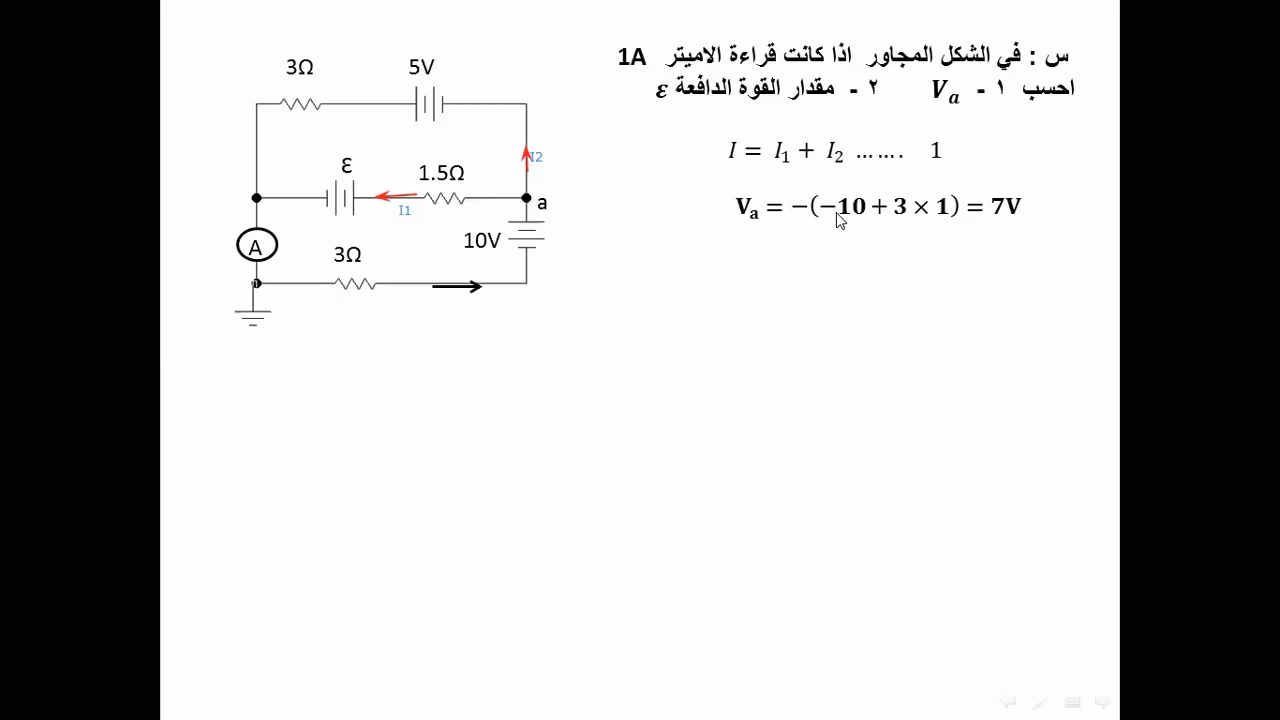 س : في الشكل المجاور اذا كانت قراءة الاميتر 1A
احسب ١ - Va ٢ - مقدار القوة الدافعة ε
I = I₁ + I₂ ....... 1
Va = −(−10 + 3 × 1) = 7V
3Ω 5V
I2
Ɛ 1.5Ω
I1
a
A
10V
3Ω